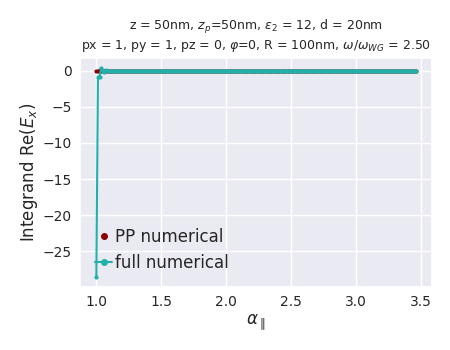 z = 50nm, z_p=50nm, ε_2 = 12, d = 20nm
px = 1, py = 1, pz = 0, φ=0, R = 100nm, ω/ω_WG = 2.50
Integrand Re(E_x)
0
−5
−10
−15
−20
−25
PP numerical
full numerical
1.0 1.5 2.0 2.5 3.0 3.5
α_∥